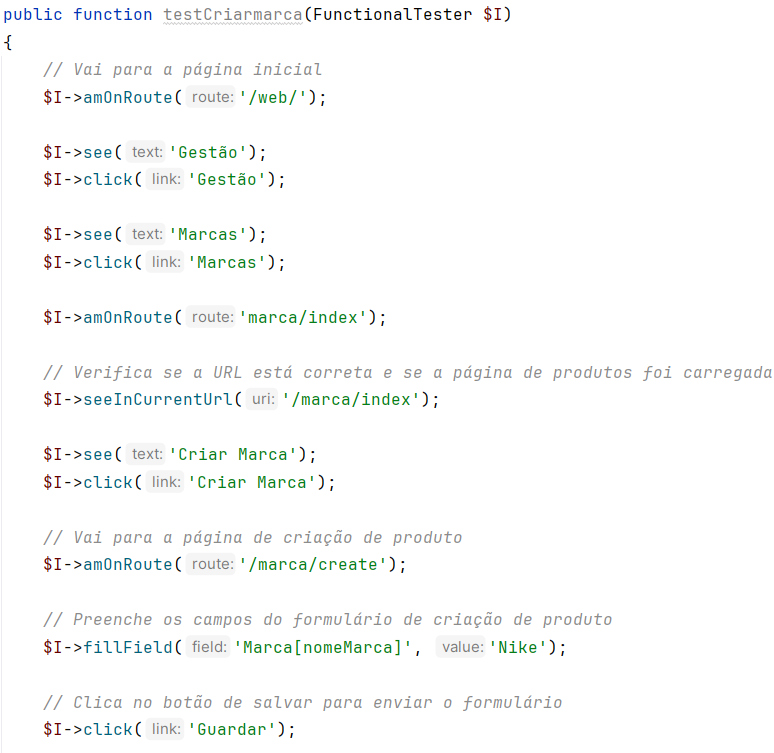 public function testCriarmarca(FunctionalTester $I)
{
    // Vai para a página inicial
    $I->amOnRoute( route: '/web/');

    $I->see( text: 'Gestão');
    $I->click( link: 'Gestão');

    $I->see( text: 'Marcas');
    $I->click( link: 'Marcas');

    $I->amOnRoute( route: 'marca/index');

    // Verifica se a URL está correta e se a página de produtos foi carregada
    $I->seeInCurrentUrl( uri: '/marca/index');

    $I->see( text: 'Criar Marca');
    $I->click( link: 'Criar Marca');

    // Vai para a página de criação de produto
    $I->amOnRoute( route: '/marca/create');

    // Preenche os campos do formulário de criação de produto
    $I->fillField( field: 'Marca[nomeMarca]', value: 'Nike');

    // Clica no botão de salvar para enviar o formulário
    $I->click( link: 'Guardar');